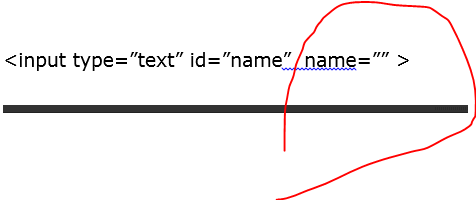 <input type=”text” id=”name”  name=”” >